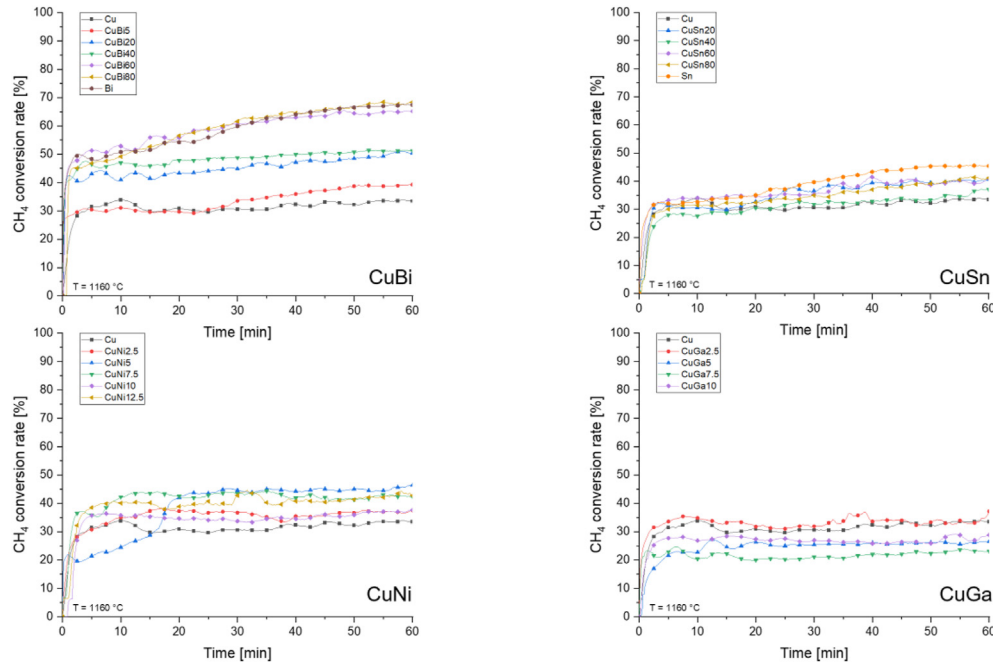 100
90
80
70
60
50
40
30
20
10
0
CH4 conversion rate [%]
Cu
CuBi5
CuBi20
CuBi40
CuBi60
CuBi80
Bi
T = 1160 °C
CuBi
0 10 20 30 40 50 60
Time [min]
100
90
80
70
60
50
40
30
20
10
0
CH4 conversion rate [%]
Cu
CuSn20
CuSn40
CuSn60
CuSn80
Sn
T = 1160 °C
CuSn
0 10 20 30 40 50 60
Time [min]
100
90
80
70
60
50
40
30
20
10
0
CH4 conversion rate [%]
Cu
CuNi2.5
CuNi5
CuNi7.5
CuNi10
CuNi12.5
T = 1160 °C
CuNi
0 10 20 30 40 50 60
Time [min]
100
90
80
70
60
50
40
30
20
10
0
CH4 conversion rate [%]
Cu
CuGa2.5
CuGa5
CuGa7.5
CuGa10
T = 1160 °C
CuGa
0 10 20 30 40 50 60
Time [min]